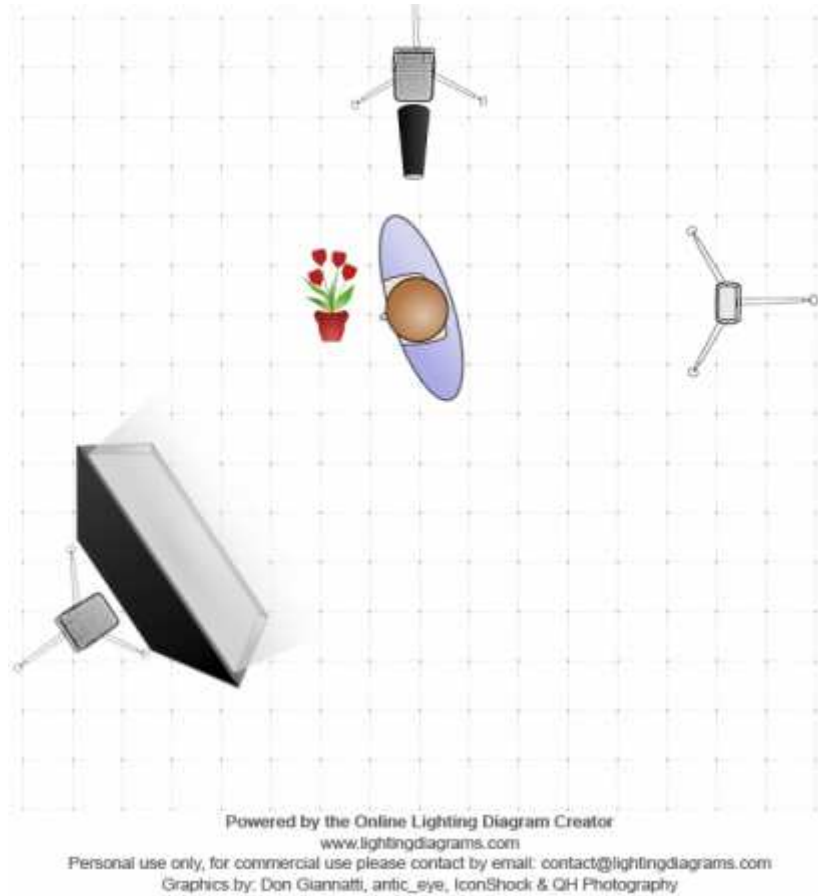 Powered by the Online Lighting Diagram Creator
www.lightingdiagrams.com
Personal use only, for commercial use please contact by email: contact@lightingdiagrams.com
Graphics by: Don Giannatti, antic_eye, IconShock & QH Photography